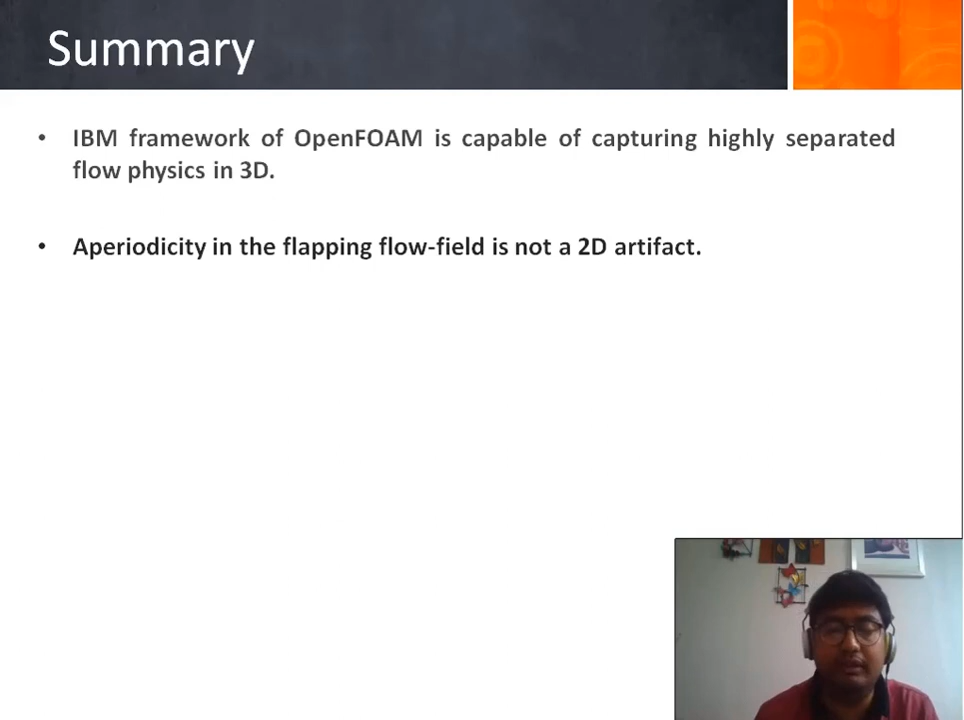 Summary
• IBM framework of OpenFOAM is capable of capturing highly separated
flow physics in 3D.
• Aperiodicity in the flapping flow-field is not a 2D artifact.